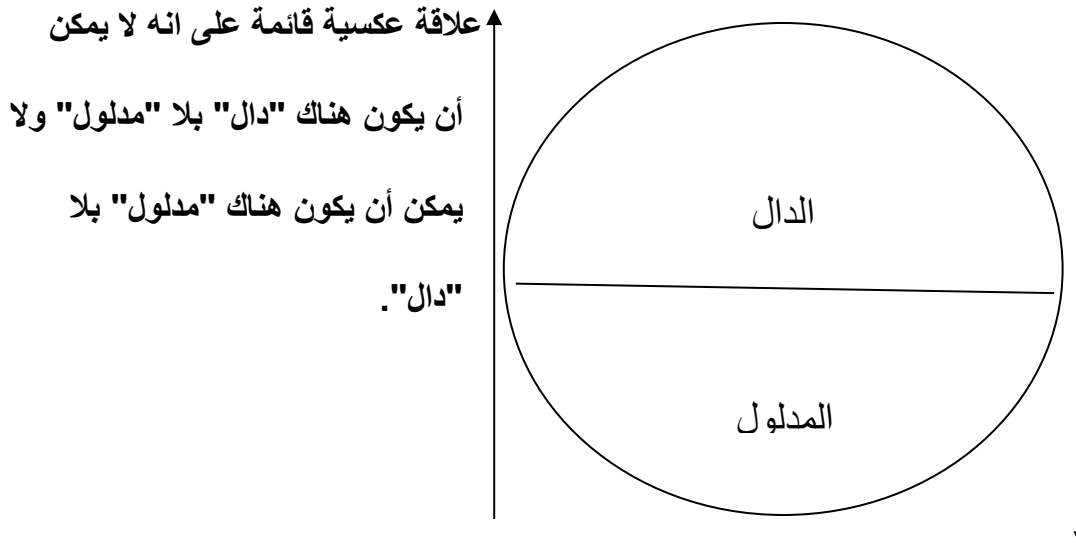 علاقة عكسية قائمة على انه لا يمكن
أن يكون هناك "دال" بلا "مدلول" ولا
يمكن أن يكون هناك "مدلول" بلا
"دال".
الدال
المدلول